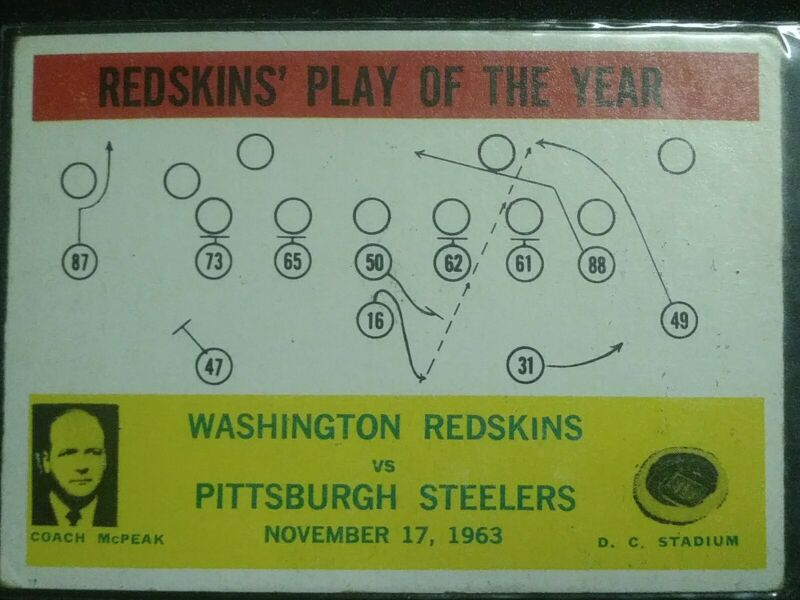 REDSKINS' PLAY OF THE YEAR
87
73
65
50
62
61
88
16
49
47
31
WASHINGTON REDSKINS
VS
PITTSBURGH STEELERS
NOVEMBER 17, 1963
COACH McPEAK
D. C. STADIUM